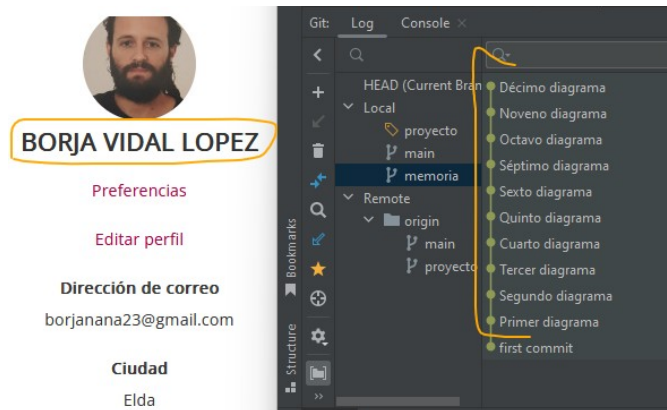 BORJA VIDAL LOPEZ
Preferencias
Editar perfil
Dirección de correo
borjanana23@gmail.com
Ciudad
Elda
Git: Log Console
HEAD (Current Bran
Local
proyecto
main
memoria
Remote
origin
main
proyecto
Bookmarks
Structure
Décimo diagrama
Noveno diagrama
Octavo diagrama
Séptimo diagrama
Sexto diagrama
Quinto diagrama
Cuarto diagrama
Tercer diagrama
Segundo diagrama
Primer diagrama
first commit